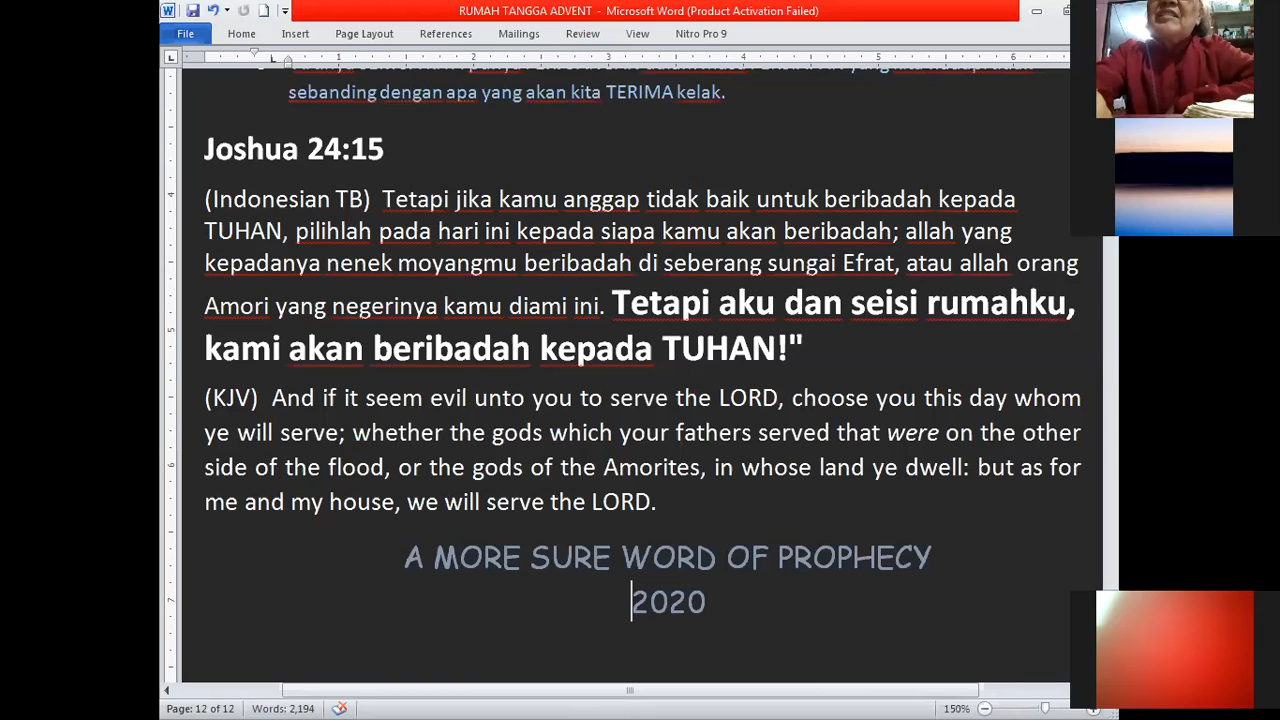 RUMAH TANGGA ADVENT - Microsoft Word (Product Activation Failed)
File Home Insert Page Layout References Mailings Review View Nitro Pro 9
1 2 3 4 5 6
sebanding dengan apa yang akan kita TERIMA kelak.
Joshua 24:15
(Indonesian TB) Tetapi jika kamu anggap tidak baik untuk beribadah kepada
TUHAN, pilihlah pada hari ini kepada siapa kamu akan beribadah; allah yang
kepadanya nenek moyangmu beribadah di seberang sungai Efrat, atau allah orang
Amori yang negerinya kamu diami ini. Tetapi aku dan seisi rumahku,
kami akan beribadah kepada TUHAN!"
(KJV) And if it seem evil unto you to serve the LORD, choose you this day whom
ye will serve; whether the gods which your fathers served that were on the other
side of the flood, or the gods of the Amorites, in whose land ye dwell: but as for
me and my house, we will serve the LORD.
A MORE SURE WORD OF PROPHECY
2020
Page: 12 of 12 Words: 2,194 150%